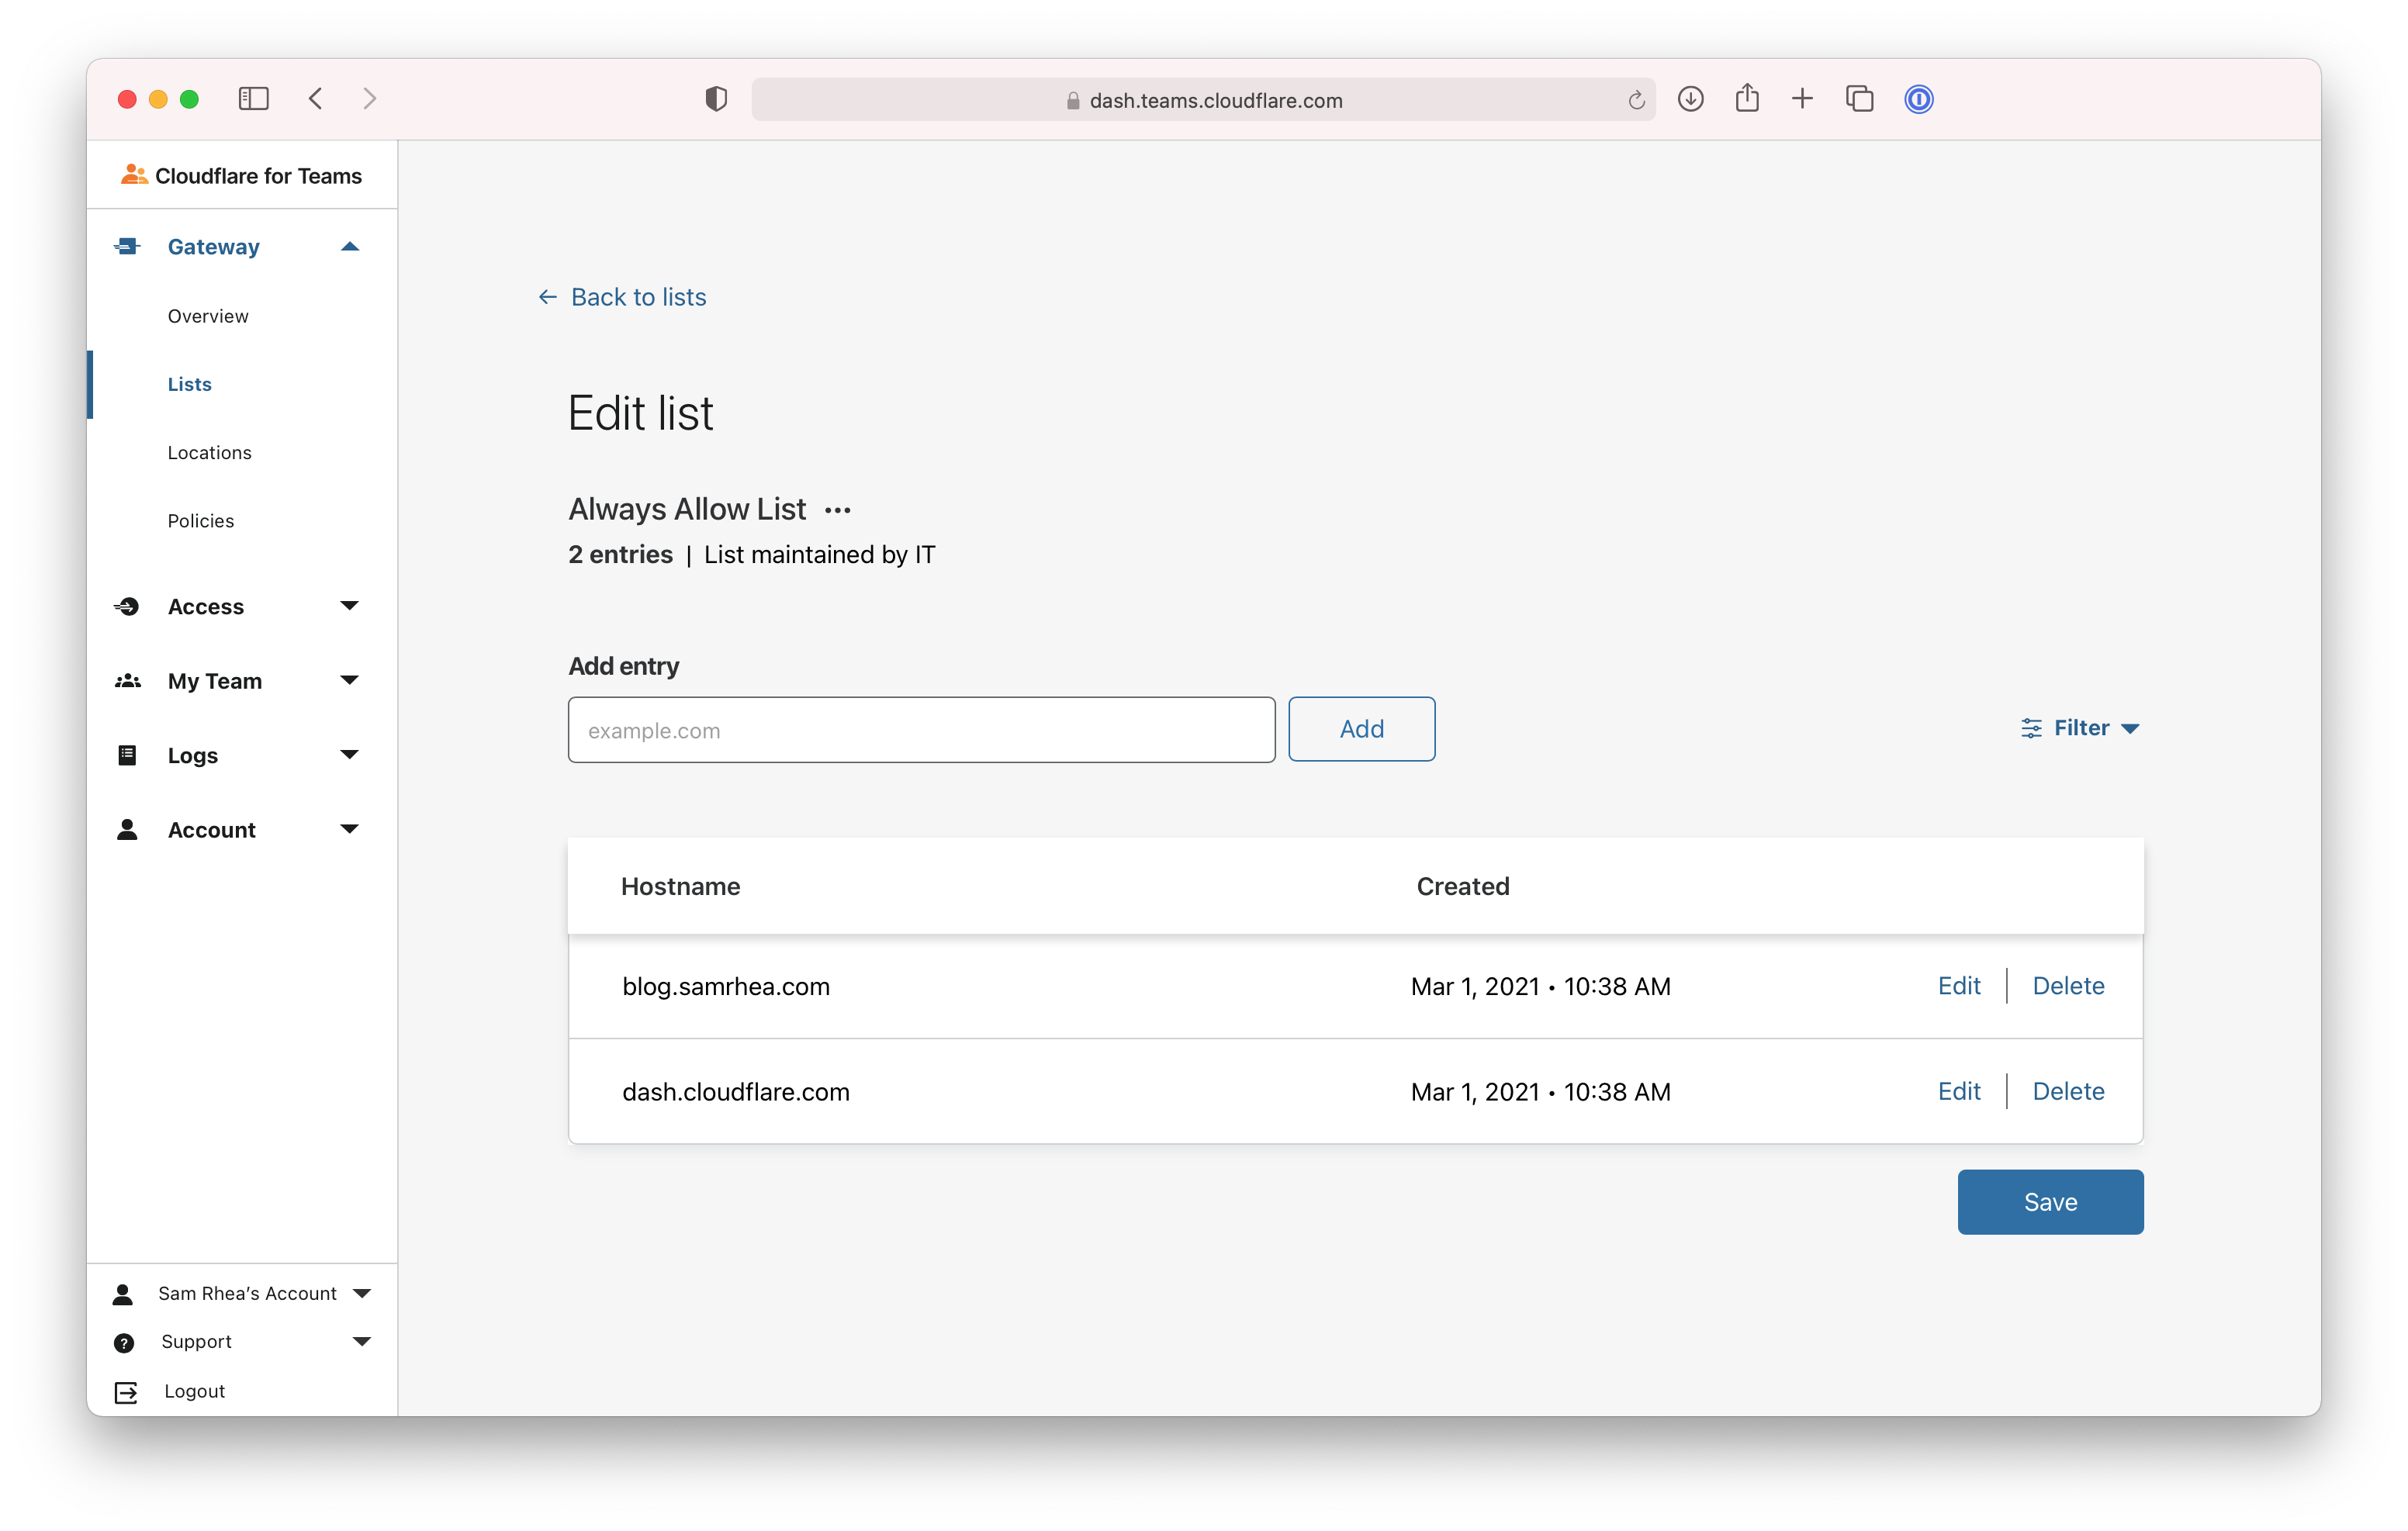 dash.teams.cloudflare.com
Cloudflare for Teams
Gateway
Overview
Lists
Locations
Policies
Access
My Team
Logs
Account
Sam Rhea’s Account
Support
Logout
Back to lists
Edit list
Always Allow List •••
2 entries | List maintained by IT
Add entry
example.com Add Filter
Hostname Created
blog.samrhea.com Mar 1, 2021 • 10:38 AM Edit | Delete
dash.cloudflare.com Mar 1, 2021 • 10:38 AM Edit | Delete
Save